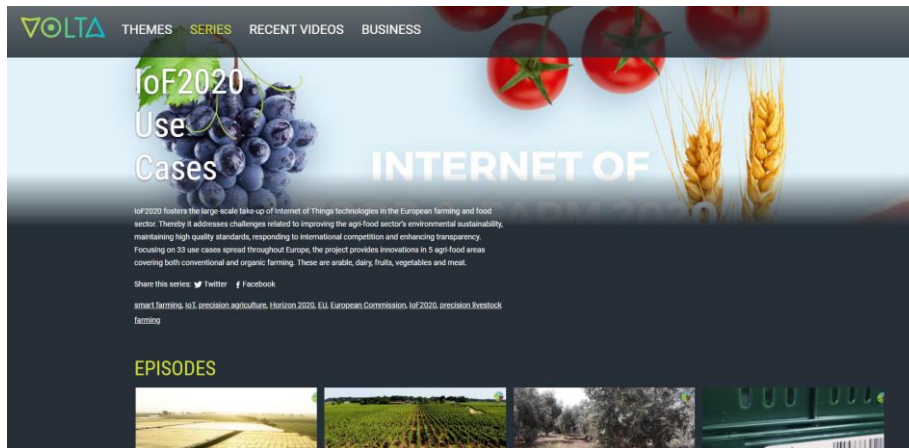 VOLTA
THEMES SERIES RECENT VIDEOS BUSINESS
IoF2020
Use
Cases
INTERNET OF
FARM 2020
IoF2020 fosters the large-scale take-up of Internet of Things technologies in the European farming and food
sector. Thereby it addresses challenges related to improving the agri-food sector's environmental sustainability,
maintaining high quality standards, responding to international competition and enhancing transparency.
Focusing on 33 use cases spread throughout Europe, the project provides innovations in 5 agri-food areas
covering both conventional and organic farming. These are arable, dairy, fruits, vegetables and meat.
Share this series: Twitter Facebook
smart farming, IoT, precision agriculture, Horizon 2020, EU, European Commission, IoF2020, precision livestock
farming
EPISODES